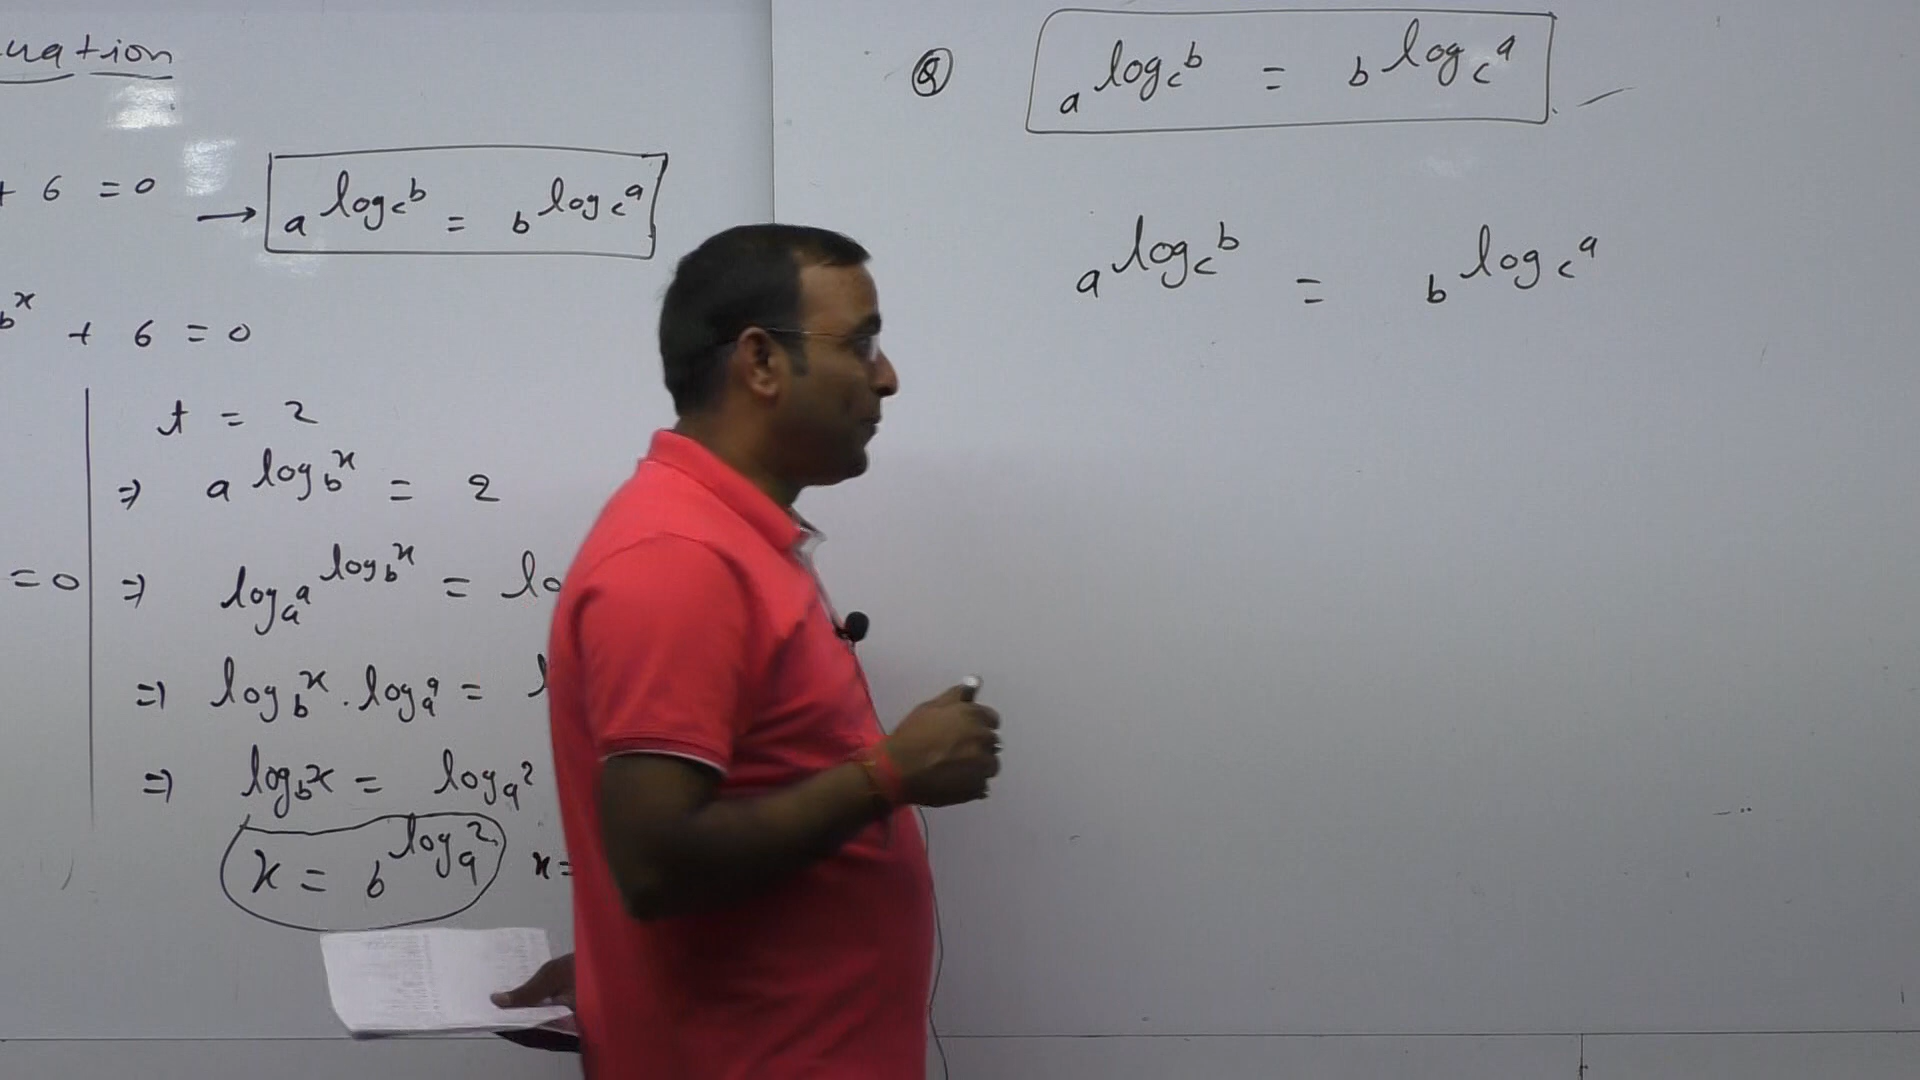 uation
+ 6 = 0 → a^{log_c b} = b^{log_c a}
b^x + 6 = 0
t = 2
⇒ a^{log_b x} = 2
= 0 ⇒ log_a a^{log_b x} = lo
⇒ log_b x . log_a a = l
⇒ log_b x = log_a 2
x = b^{log_a 2} x =
Q a^{log_c b} = b^{log_c a}
a^{log_c b} = b^{log_c a}